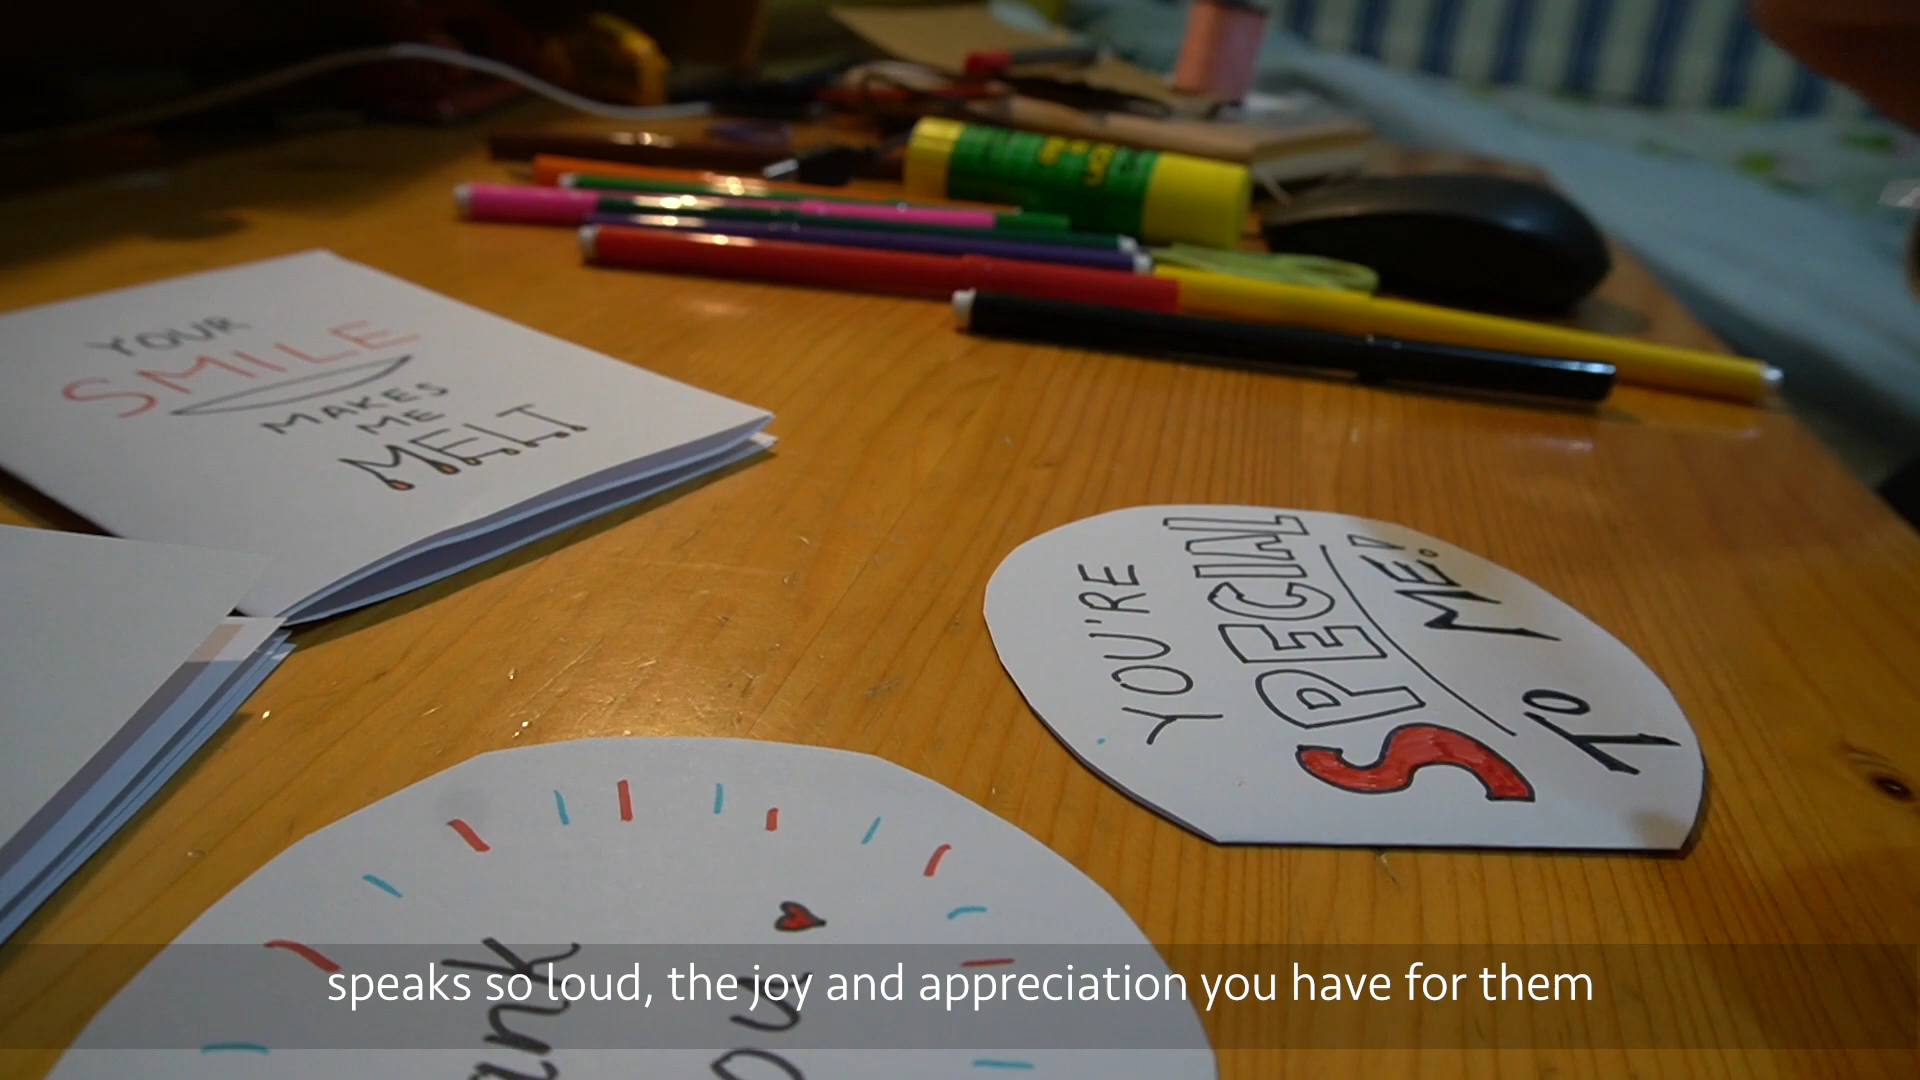 YOUR
SMILE
MAKES
ME
MELT
YOU'RE
SPECIAL
TO ME!
speaks so loud, the joy and appreciation you have for them